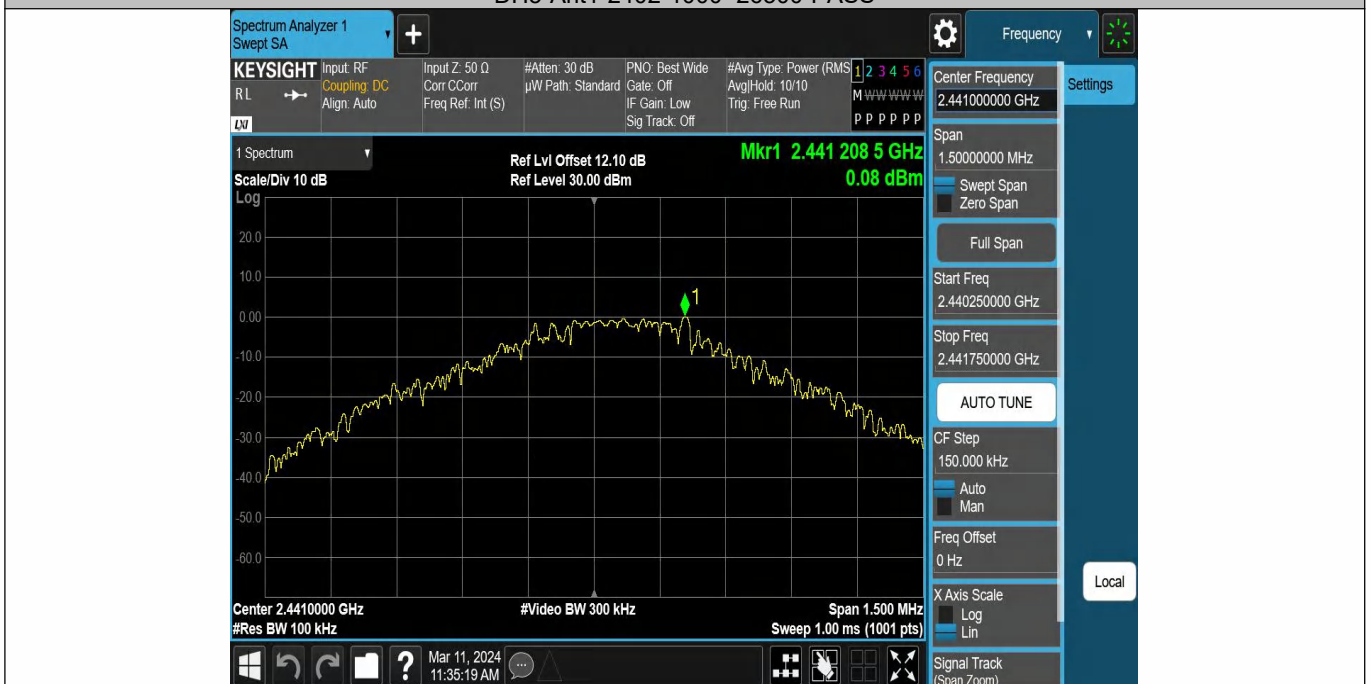 Spectrum Analyzer 1
Swept SA
Frequency
KEYSIGHT
RL
LXI
Input: RF
Coupling: DC
Align: Auto
Input Z: 50 Ω
Corr CCorr
Freq Ref: Int (S)
#Atten: 30 dB
µW Path: Standard
PNO: Best Wide
Gate: Off
IF Gain: Low
Sig Track: Off
#Avg Type: Power (RMS
Avg|Hold: 10/10
Trig: Free Run
1 2 3 4 5 6
M W W W W W
P P P P P P
1 Spectrum
Scale/Div 10 dB
Log
Ref Lvl Offset 12.10 dB
Ref Level 30.00 dBm
Mkr1 2.441 208 5 GHz
0.08 dBm
20.0
10.0
0.00
-10.0
-20.0
-30.0
-40.0
-50.0
-60.0
1
Center 2.4410000 GHz
#Res BW 100 kHz
#Video BW 300 kHz
Span 1.500 MHz
Sweep 1.00 ms (1001 pts)
Mar 11, 2024
11:35:19 AM
Center Frequency
2.441000000 GHz
Settings
Span
1.50000000 MHz
Swept Span
Zero Span
Full Span
Start Freq
2.440250000 GHz
Stop Freq
2.441750000 GHz
AUTO TUNE
CF Step
150.000 kHz
Auto
Man
Freq Offset
0 Hz
Local
X Axis Scale
Log
Lin
Signal Track
(Span Zoom)